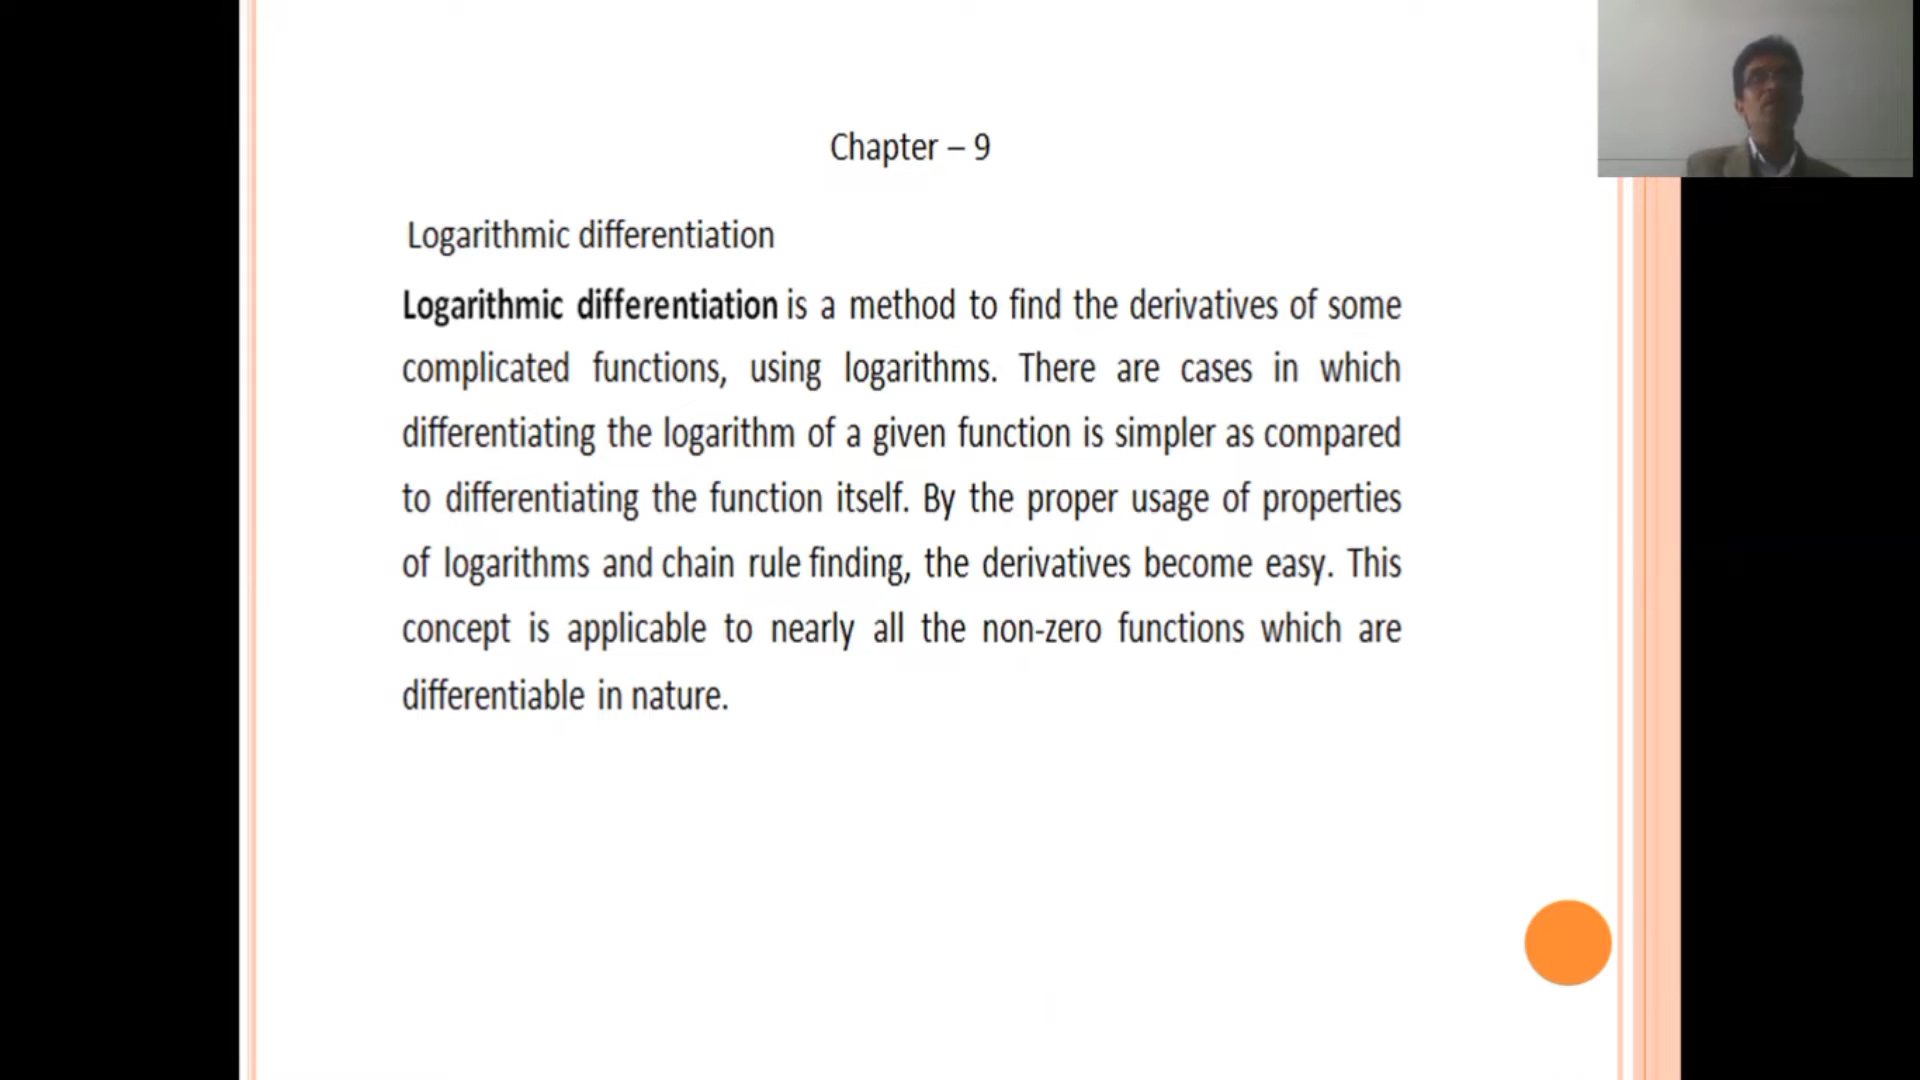 Chapter – 9
Logarithmic differentiation
Logarithmic differentiation is a method to find the derivatives of some
complicated functions, using logarithms. There are cases in which
differentiating the logarithm of a given function is simpler as compared
to differentiating the function itself. By the proper usage of properties
of logarithms and chain rule finding, the derivatives become easy. This
concept is applicable to nearly all the non-zero functions which are
differentiable in nature.